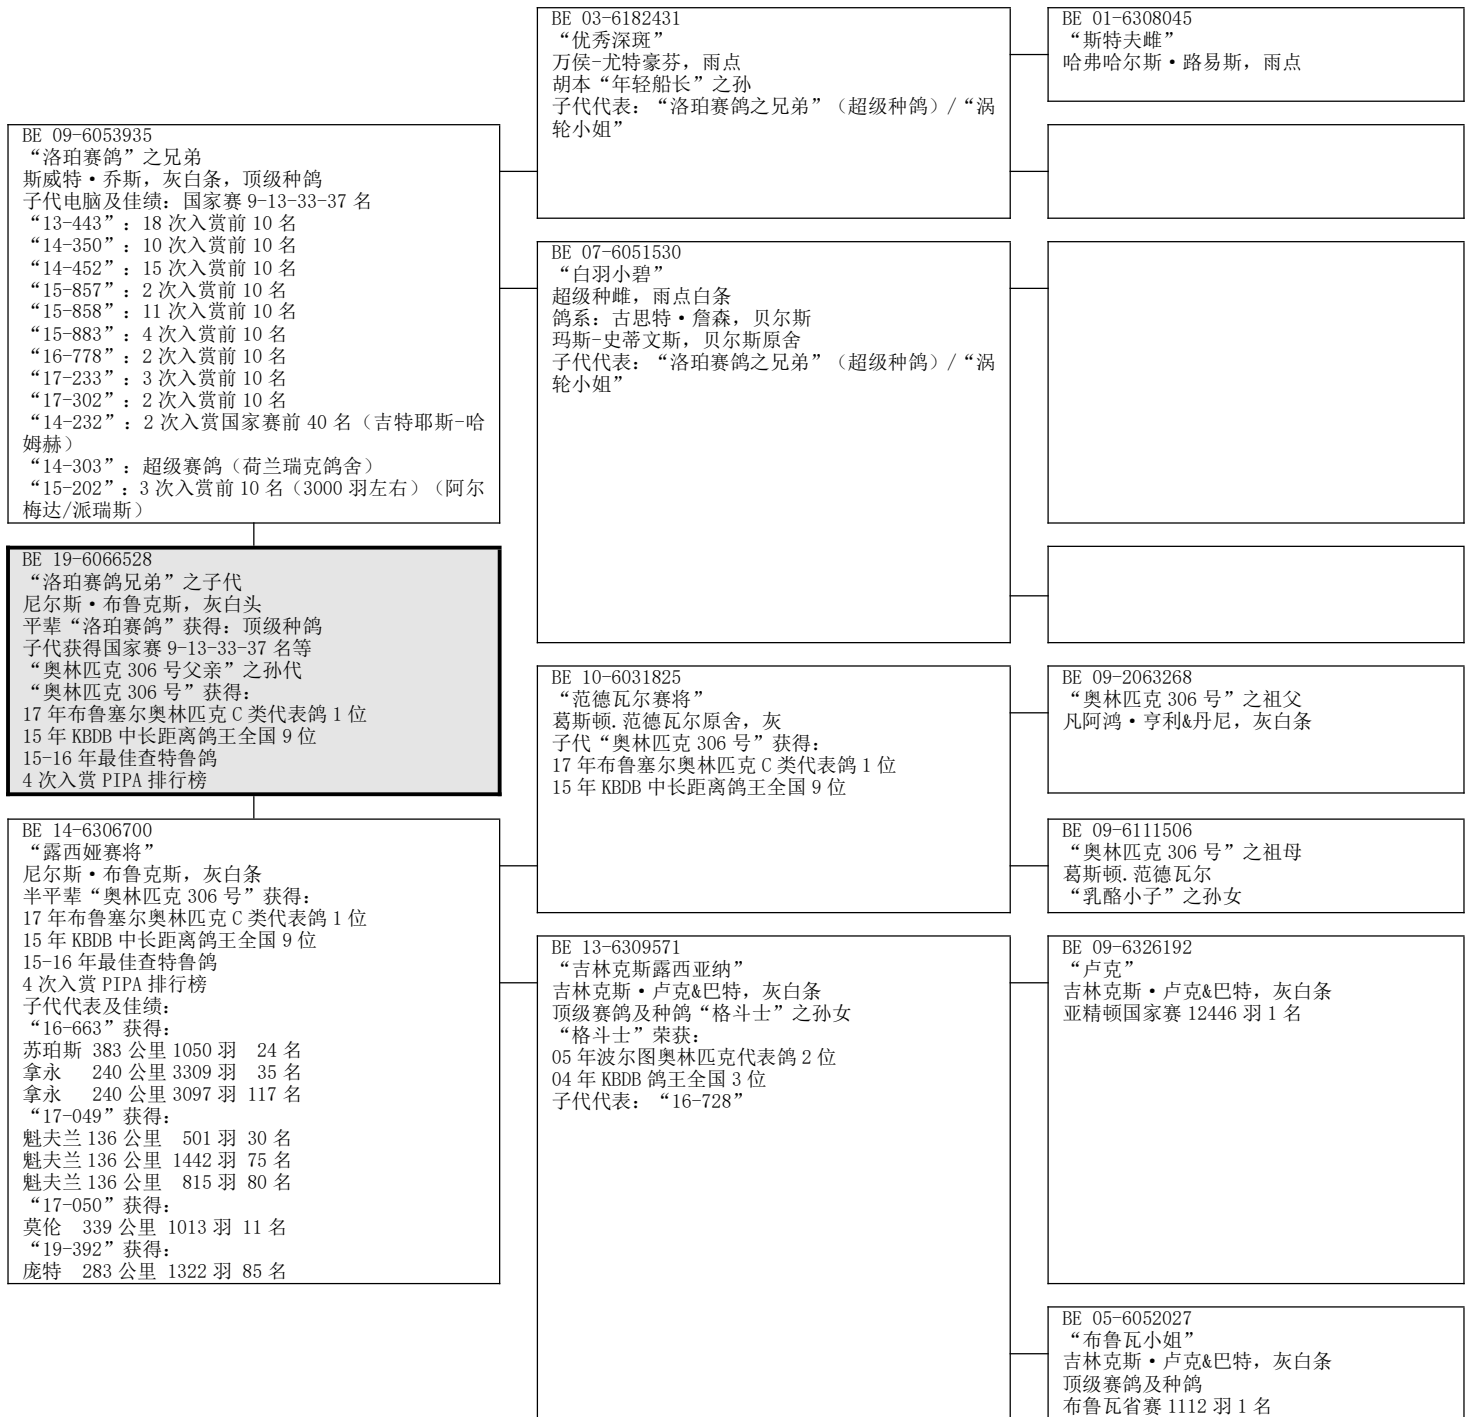 BE 09-6053935
“洛珀赛鸽”之兄弟
斯威特·乔斯，灰白条，顶级种鸽
子代电脑及佳绩：国家赛 9-13-33-37 名
“13-443”：18 次入赏前 10 名
“14-350”：10 次入赏前 10 名
“14-452”：15 次入赏前 10 名
“15-857”：2 次入赏前 10 名
“15-858”：11 次入赏前 10 名
“15-883”：4 次入赏前 10 名
“16-778”：2 次入赏前 10 名
“17-233”：3 次入赏前 10 名
“17-302”：2 次入赏前 10 名
“14-232”：2 次入赏国家赛前 40 名（吉特耶斯-哈
姆赫）
“14-303”：超级赛鸽（荷兰瑞克鸽舍）
“15-202”：3 次入赏前 10 名（3000 羽左右）（阿尔
梅达/派瑞斯）
BE 19-6066528
“洛珀赛鸽兄弟”之子代
尼尔斯·布鲁克斯，灰白头
平辈“洛珀赛鸽”获得：顶级种鸽
子代获得国家赛 9-13-33-37 名等
“奥林匹克 306 号父亲”之孙代
“奥林匹克 306 号”获得：
17 年布鲁塞尔奥林匹克 C 类代表鸽 1 位
15 年 KBDB 中长距离鸽王全国 9 位
15-16 年最佳查特鲁鸽
4 次入赏 PIPA 排行榜
BE 14-6306700
“露西娅赛将”
尼尔斯·布鲁克斯，灰白条
半平辈“奥林匹克 306 号”获得：
17 年布鲁塞尔奥林匹克 C 类代表鸽 1 位
15 年 KBDB 中长距离鸽王全国 9 位
15-16 年最佳查特鲁鸽
4 次入赏 PIPA 排行榜
子代代表及佳绩：
“16-663”获得：
苏珀斯 383 公里 1050 羽 24 名
拿永 240 公里 3309 羽 35 名
拿永 240 公里 3097 羽 117 名
“17-049”获得：
魁夫兰 136 公里 501 羽 30 名
魁夫兰 136 公里 1442 羽 75 名
魁夫兰 136 公里 815 羽 80 名
“17-050”获得：
莫伦 339 公里 1013 羽 11 名
“19-392”获得：
庞特 283 公里 1322 羽 85 名
BE 03-6182431
“优秀深斑”
万侯-尤特豪芬，雨点
胡本“年轻船长”之孙
子代代表：“洛珀赛鸽之兄弟”（超级种鸽）/“涡
轮小姐”
BE 07-6051530
“白羽小碧”
超级种雌，雨点白条
鸽系：古思特·詹森，贝尔斯
玛斯-史蒂文斯，贝尔斯原舍
子代代表：“洛珀赛鸽之兄弟”（超级种鸽）/“涡
轮小姐”
BE 10-6031825
“范德瓦尔赛将”
葛斯顿.范德瓦尔原舍，灰
子代“奥林匹克 306 号”获得：
17 年布鲁塞尔奥林匹克 C 类代表鸽 1 位
15 年 KBDB 中长距离鸽王全国 9 位
BE 13-6309571
“吉林克斯露西亚纳”
吉林克斯·卢克&巴特，灰白条
顶级赛鸽及种鸽“格斗士”之孙女
“格斗士”荣获：
05 年波尔图奥林匹克代表鸽 2 位
04 年 KBDB 鸽王全国 3 位
子代代表：“16-728”
BE 01-6308045
“斯特夫雌”
哈弗哈尔斯·路易斯，雨点
BE 09-2063268
“奥林匹克 306 号”之祖父
凡阿鸿·亨利&丹尼，灰白条
BE 09-6111506
“奥林匹克 306 号”之祖母
葛斯顿.范德瓦尔
“乳酪小子”之孙女
BE 09-6326192
“卢克”
吉林克斯·卢克&巴特，灰白条
亚精顿国家赛 12446 羽 1 名
BE 05-6052027
“布鲁瓦小姐”
吉林克斯·卢克&巴特，灰白条
顶级赛鸽及种鸽
布鲁瓦省赛 1112 羽 1 名